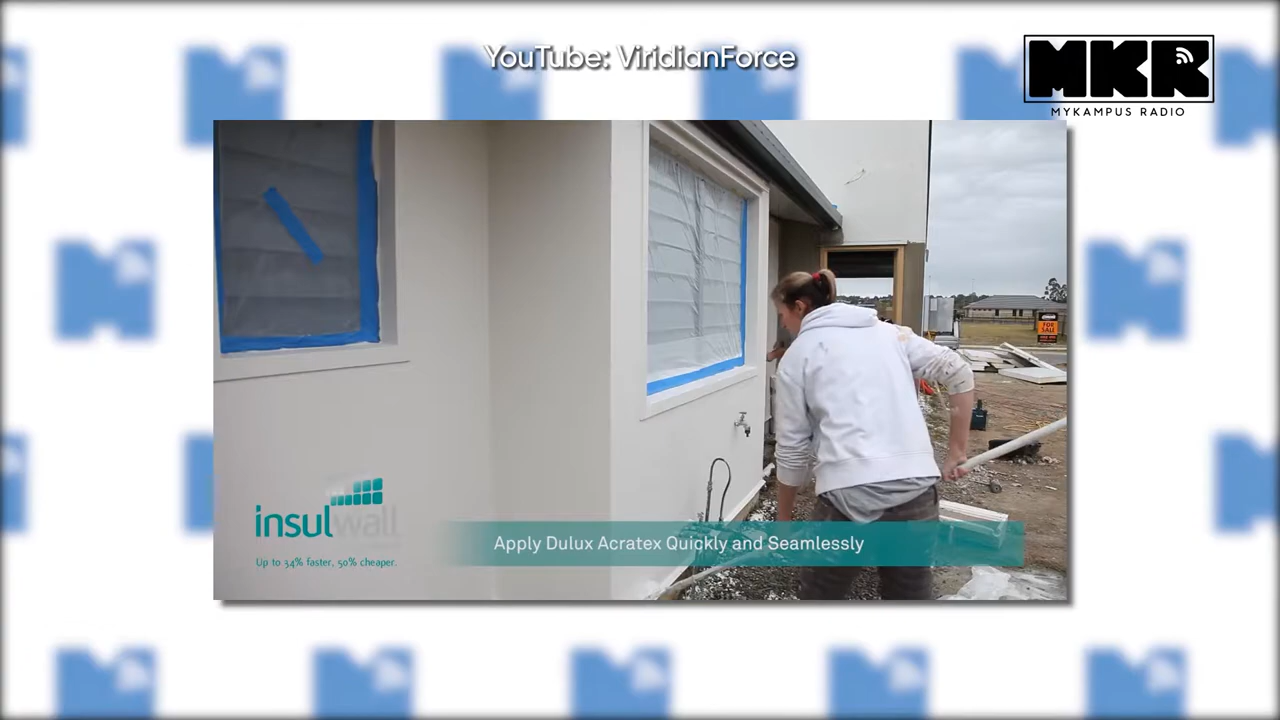 YouTube: ViridianForce
MKR
MYKAMPUS RADIO
FOR
SALE
insulwall
Up to 34% faster, 50% cheaper.
Apply Dulux Acratex Quickly and Seamlessly